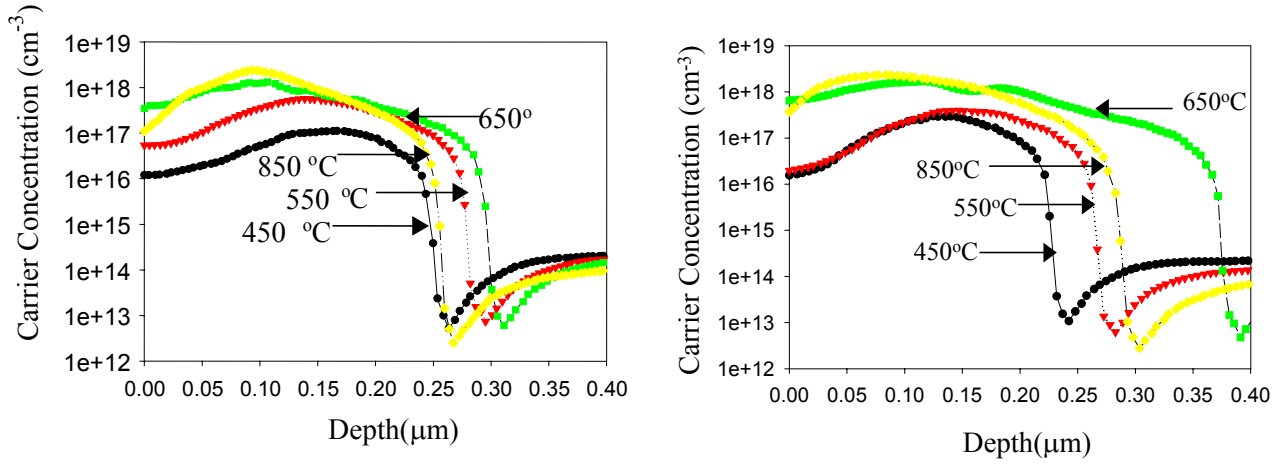 Carrier Concentration (cm-3)
1e+19
1e+18
1e+17
1e+16
1e+15
1e+14
1e+13
1e+12
650º
850 ºC
550 ºC
450 ºC
0.00 0.05 0.10 0.15 0.20 0.25 0.30 0.35 0.40
Depth(μm)
Carrier Concentration (cm-3)
1e+19
1e+18
1e+17
1e+16
1e+15
1e+14
1e+13
1e+12
650ºC
850ºC
550ºC
450ºC
0.00 0.05 0.10 0.15 0.20 0.25 0.30 0.35 0.40
Depth(μm)